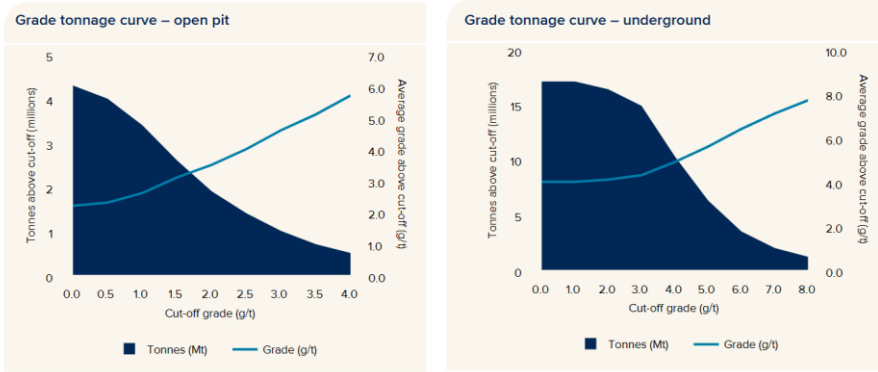 Grade tonnage curve – open pit
5
4
3
2
1
0
Tonnes above cut-off (millions)
7.0
6.0
5.0
4.0
3.0
2.0
1.0
0.0
Average grade above cut-off (g/t)
0.0 0.5 1.0 1.5 2.0 2.5 3.0 3.5 4.0
Cut-off grade (g/t)
Tonnes (Mt) Grade (g/t)
Grade tonnage curve – underground
20
15
10
5
0
Tonnes above cut-off (millions)
10.0
8.0
6.0
4.0
2.0
0.0
Average grade above cut-off (g/t)
0.0 1.0 2.0 3.0 4.0 5.0 6.0 7.0 8.0
Cut-off grade (g/t)
Tonnes (Mt) Grade (g/t)